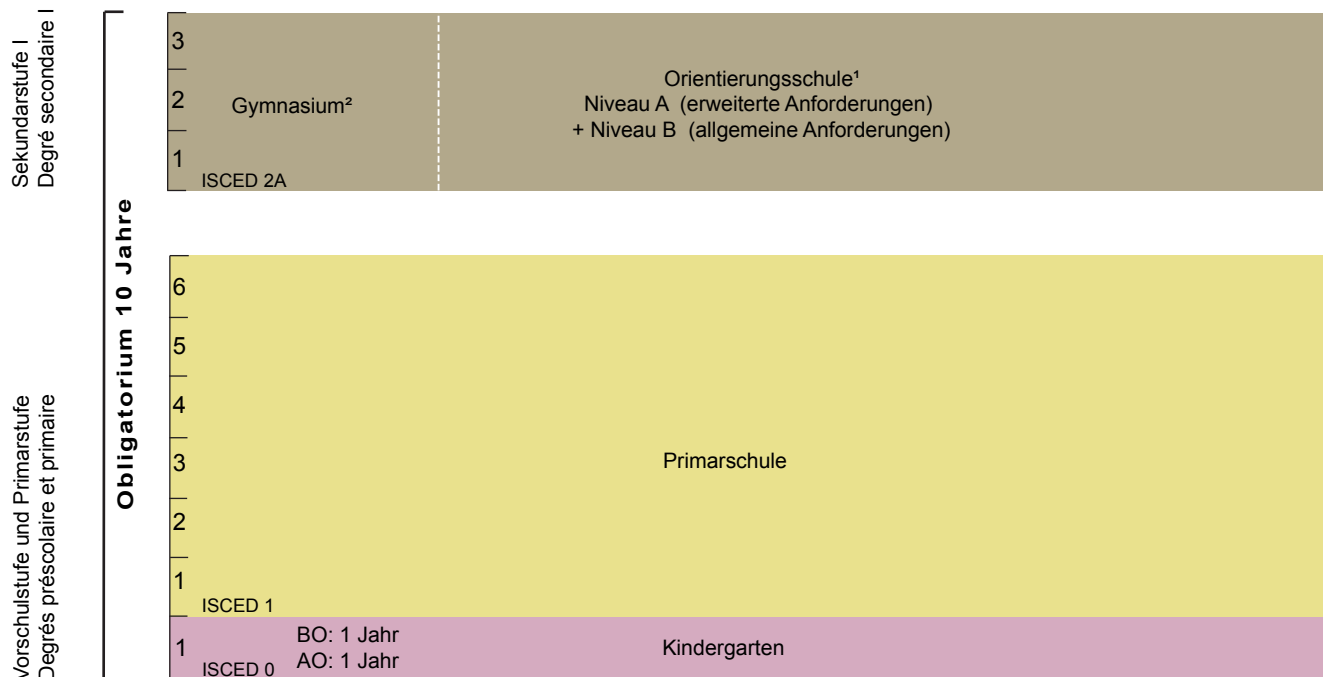 Sekundarstufe I
Degré secondaire I
3
2
1
Gymnasium²
ISCED 2A
Orientierungsschule¹
Niveau A (erweiterte Anforderungen)
+ Niveau B (allgemeine Anforderungen)
Obligatorium 10 Jahre
Vorschulstufe und Primarstufe
Degrés préscolaire et primaire
6
5
4
3
2
1
Primarschule
ISCED 1
1
ISCED 0
BO: 1 Jahr
AO: 1 Jahr
Kindergarten